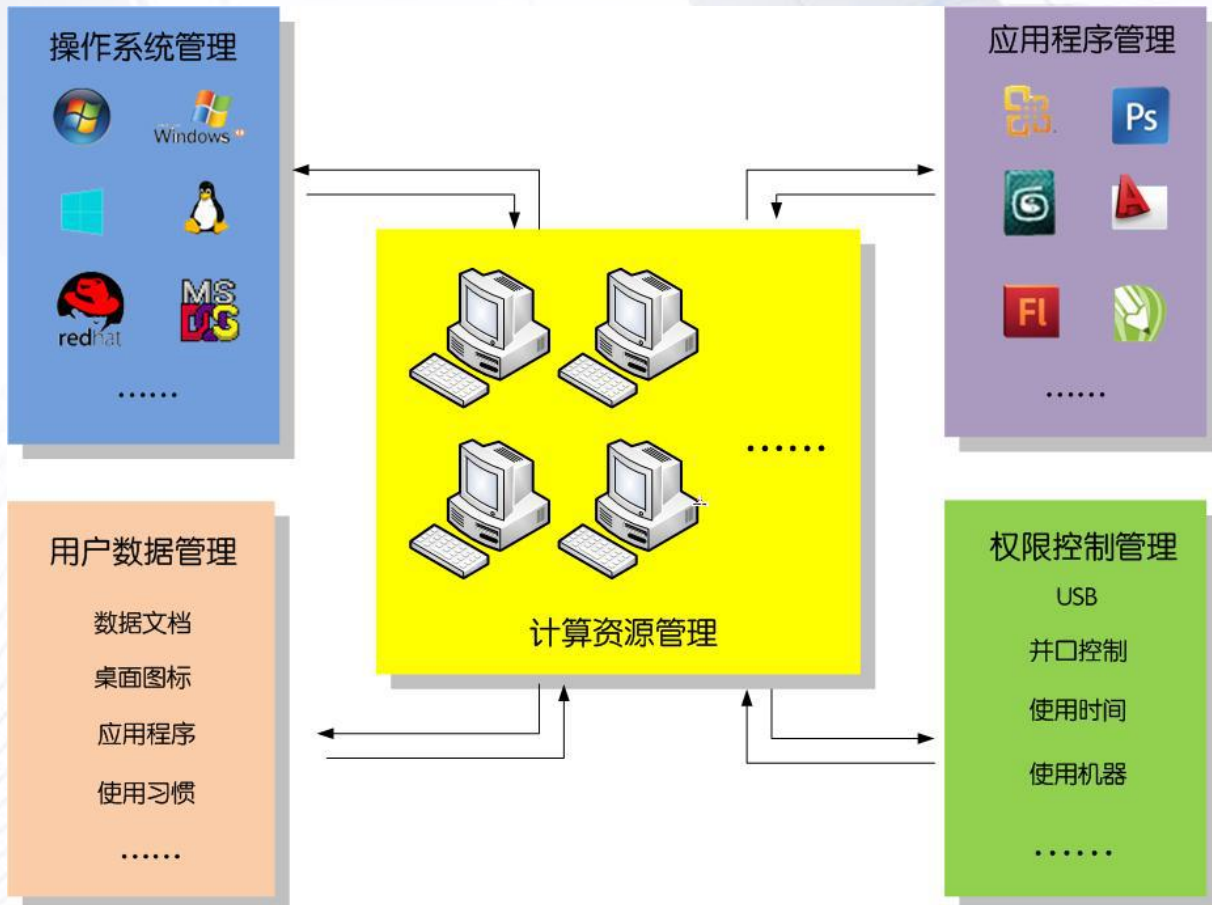 操作系统管理
Windows
redhat
MS
DOS
......
应用程序管理
Ps
Fl
......
......
计算资源管理
用户数据管理
数据文档
桌面图标
应用程序
使用习惯
......
权限控制管理
USB
并口控制
使用时间
使用机器
......